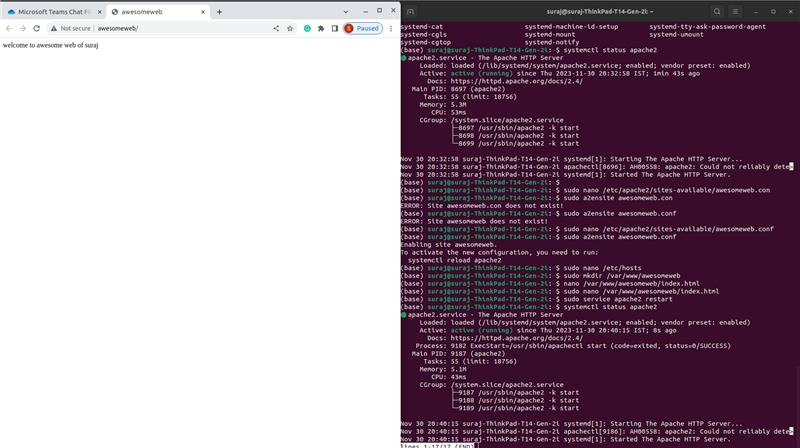 Microsoft Teams Chat Fi
awesomeweb
Not secure
awesomeweb/
Paused
welcome to awesome web of suraj
suraj@suraj-ThinkPad-T14-Gen-2i: ~
systemd-cat systemd-machine-id-setup systemd-tty-ask-password-agent
systemd-cgls systemd-mount systemd-umount
systemd-cgtop systemd-notify
(base) suraj@suraj-ThinkPad-T14-Gen-2i: $ systemctl status apache2
● apache2.service - The Apache HTTP Server
Loaded: loaded (/lib/systemd/system/apache2.service; enabled; vendor preset: enabled)
Active: active (running) since Thu 2023-11-30 20:32:58 IST; 1min 43s ago
Docs: https://httpd.apache.org/docs/2.4/
Main PID: 8697 (apache2)
Tasks: 55 (limit: 18756)
Memory: 5.3M
CPU: 53ms
CGroup: /system.slice/apache2.service
├─8697 /usr/sbin/apache2 -k start
├─8698 /usr/sbin/apache2 -k start
└─8699 /usr/sbin/apache2 -k start
Nov 30 20:32:58 suraj-ThinkPad-T14-Gen-2i systemd[1]: Starting The Apache HTTP Server...
Nov 30 20:32:58 suraj-ThinkPad-T14-Gen-2i apachectl[8696]: AH00558: apache2: Could not reliably dete>
Nov 30 20:32:58 suraj-ThinkPad-T14-Gen-2i systemd[1]: Started The Apache HTTP Server.
(base) suraj@suraj-ThinkPad-T14-Gen-2i: $
(base) suraj@suraj-ThinkPad-T14-Gen-2i: $ sudo nano /etc/apache2/sites-available/awesomeweb.con
(base) suraj@suraj-ThinkPad-T14-Gen-2i: $ sudo a2ensite awesomeweb.con
ERROR: Site awesomeweb.con does not exist!
(base) suraj@suraj-ThinkPad-T14-Gen-2i: $ sudo a2ensite awesomeweb.conf
ERROR: Site awesomeweb does not exist!
(base) suraj@suraj-ThinkPad-T14-Gen-2i: $ sudo nano /etc/apache2/sites-available/awesomeweb.conf
(base) suraj@suraj-ThinkPad-T14-Gen-2i: $ sudo a2ensite awesomeweb.conf
Enabling site awesomeweb.
To activate the new configuration, you need to run:
systemctl reload apache2
(base) suraj@suraj-ThinkPad-T14-Gen-2i: $ sudo nano /etc/hosts
(base) suraj@suraj-ThinkPad-T14-Gen-2i: $ sudo mkdir /var/www/awesomeweb
(base) suraj@suraj-ThinkPad-T14-Gen-2i: $ nano /var/www/awesomeweb/index.html
(base) suraj@suraj-ThinkPad-T14-Gen-2i: $ sudo nano /var/www/awesomeweb/index.html
(base) suraj@suraj-ThinkPad-T14-Gen-2i: $ sudo service apache2 restart
(base) suraj@suraj-ThinkPad-T14-Gen-2i: $ systemctl status apache2
● apache2.service - The Apache HTTP Server
Loaded: loaded (/lib/systemd/system/apache2.service; enabled; vendor preset: enabled)
Active: active (running) since Thu 2023-11-30 20:40:15 IST; 8s ago
Docs: https://httpd.apache.org/docs/2.4/
Process: 9182 ExecStart=/usr/sbin/apachectl start (code=exited, status=0/SUCCESS)
Main PID: 9187 (apache2)
Tasks: 55 (limit: 18756)
Memory: 5.1M
CPU: 43ms
CGroup: /system.slice/apache2.service
├─9187 /usr/sbin/apache2 -k start
├─9188 /usr/sbin/apache2 -k start
└─9189 /usr/sbin/apache2 -k start
Nov 30 20:40:15 suraj-ThinkPad-T14-Gen-2i systemd[1]: Starting The Apache HTTP Server...
Nov 30 20:40:15 suraj-ThinkPad-T14-Gen-2i apachectl[9186]: AH00558: apache2: Could not reliably dete>
Nov 30 20:40:15 suraj-ThinkPad-T14-Gen-2i systemd[1]: Started The Apache HTTP Server.
lines 1-17/17 (END)